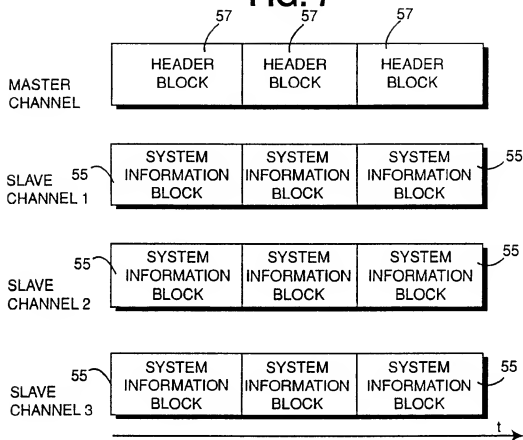 FIG. 7
57 57 57
MASTER CHANNEL
HEADER BLOCK HEADER BLOCK HEADER BLOCK
SLAVE CHANNEL 1
55
SYSTEM INFORMATION BLOCK SYSTEM INFORMATION BLOCK SYSTEM INFORMATION BLOCK
55
SLAVE CHANNEL 2
55
SYSTEM INFORMATION BLOCK SYSTEM INFORMATION BLOCK SYSTEM INFORMATION BLOCK
55
SLAVE CHANNEL 3
55
SYSTEM INFORMATION BLOCK SYSTEM INFORMATION BLOCK SYSTEM INFORMATION BLOCK
55
t